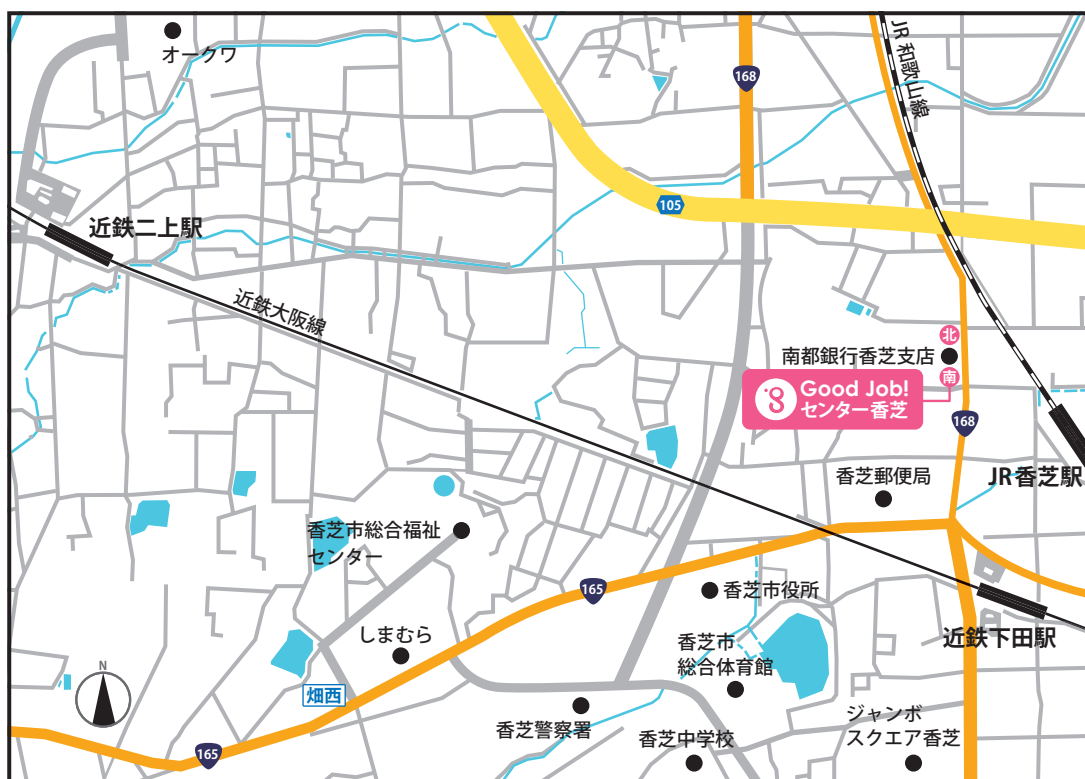 オークワ
168
JR 和歌山線
105
近鉄二上駅
近鉄大阪線
北
南都銀行香芝支店
南
Good Job!
センター香芝
168
JR香芝駅
香芝郵便局
香芝市総合福祉
センター
165
香芝市役所
しまむら
近鉄下田駅
香芝市
総合体育館
N
畑西
香芝警察署
香芝中学校
ジャンボ
スクエア香芝
165